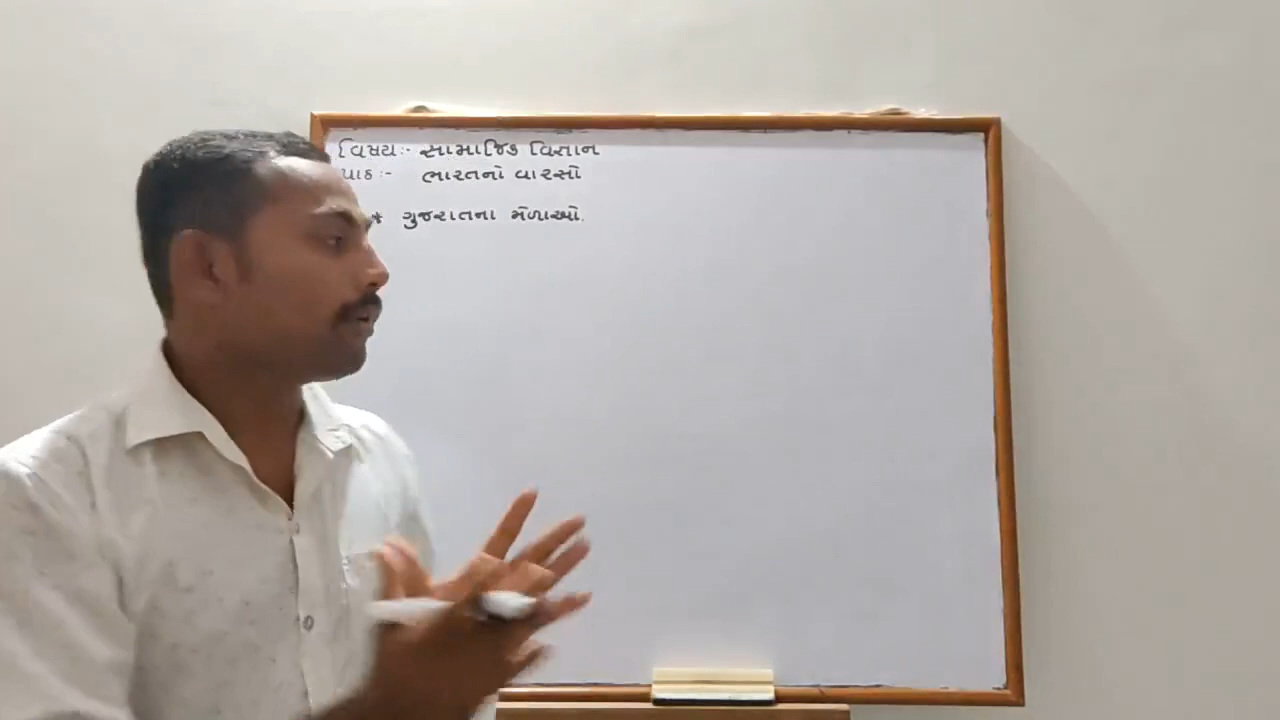 વિષય:- સામાજિક વિજ્ઞાન
પાઠ :- ભારતનો વારસો
* ગુજરાતના મેળાઓ.